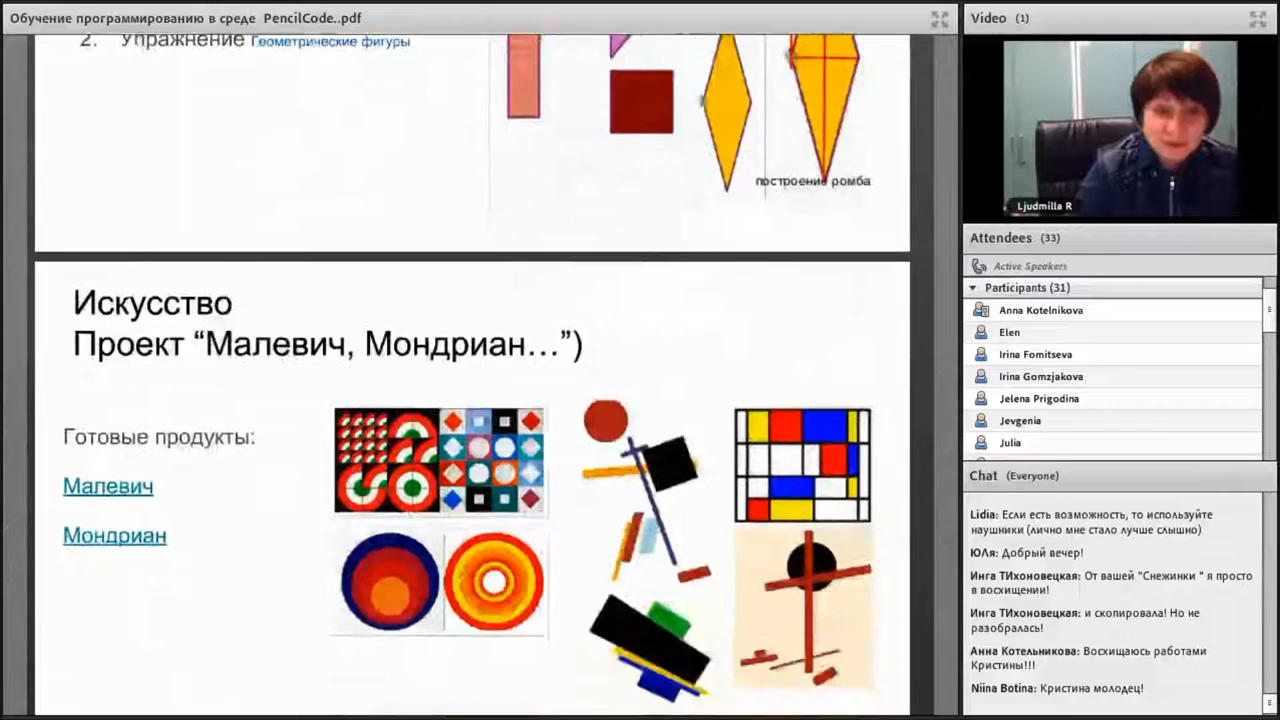 Обучение программированию в среде PencilCode..pdf
2. Упражнение Геометрические фигуры
построение ромба
Искусство
Проект “Малевич, Мондриан…”)
Готовые продукты:
Малевич
Мондриан
Video (1)
Ljudmilla R
Attendees (33)
Active Speakers
Participants (31)
Anna Kotelnikova
Elen
Irina Fomitseva
Irina Gomzjakova
Jelena Prigodina
Jevgenia
Julia
Chat (Everyone)
Lidia: Если есть возможность, то используйте
наушники (лично мне стало лучше слышно)
ЮЛя: Добрый вечер!
Инга ТИхоновецкая: От вашей "Снежинки " я просто
в восхищении!
Инга ТИхоновецкая: и скопировала! Но не
разобралась!
Анна Котельникова: Восхищаюсь работами
Кристины!!!
Niina Botina: Кристина молодец!